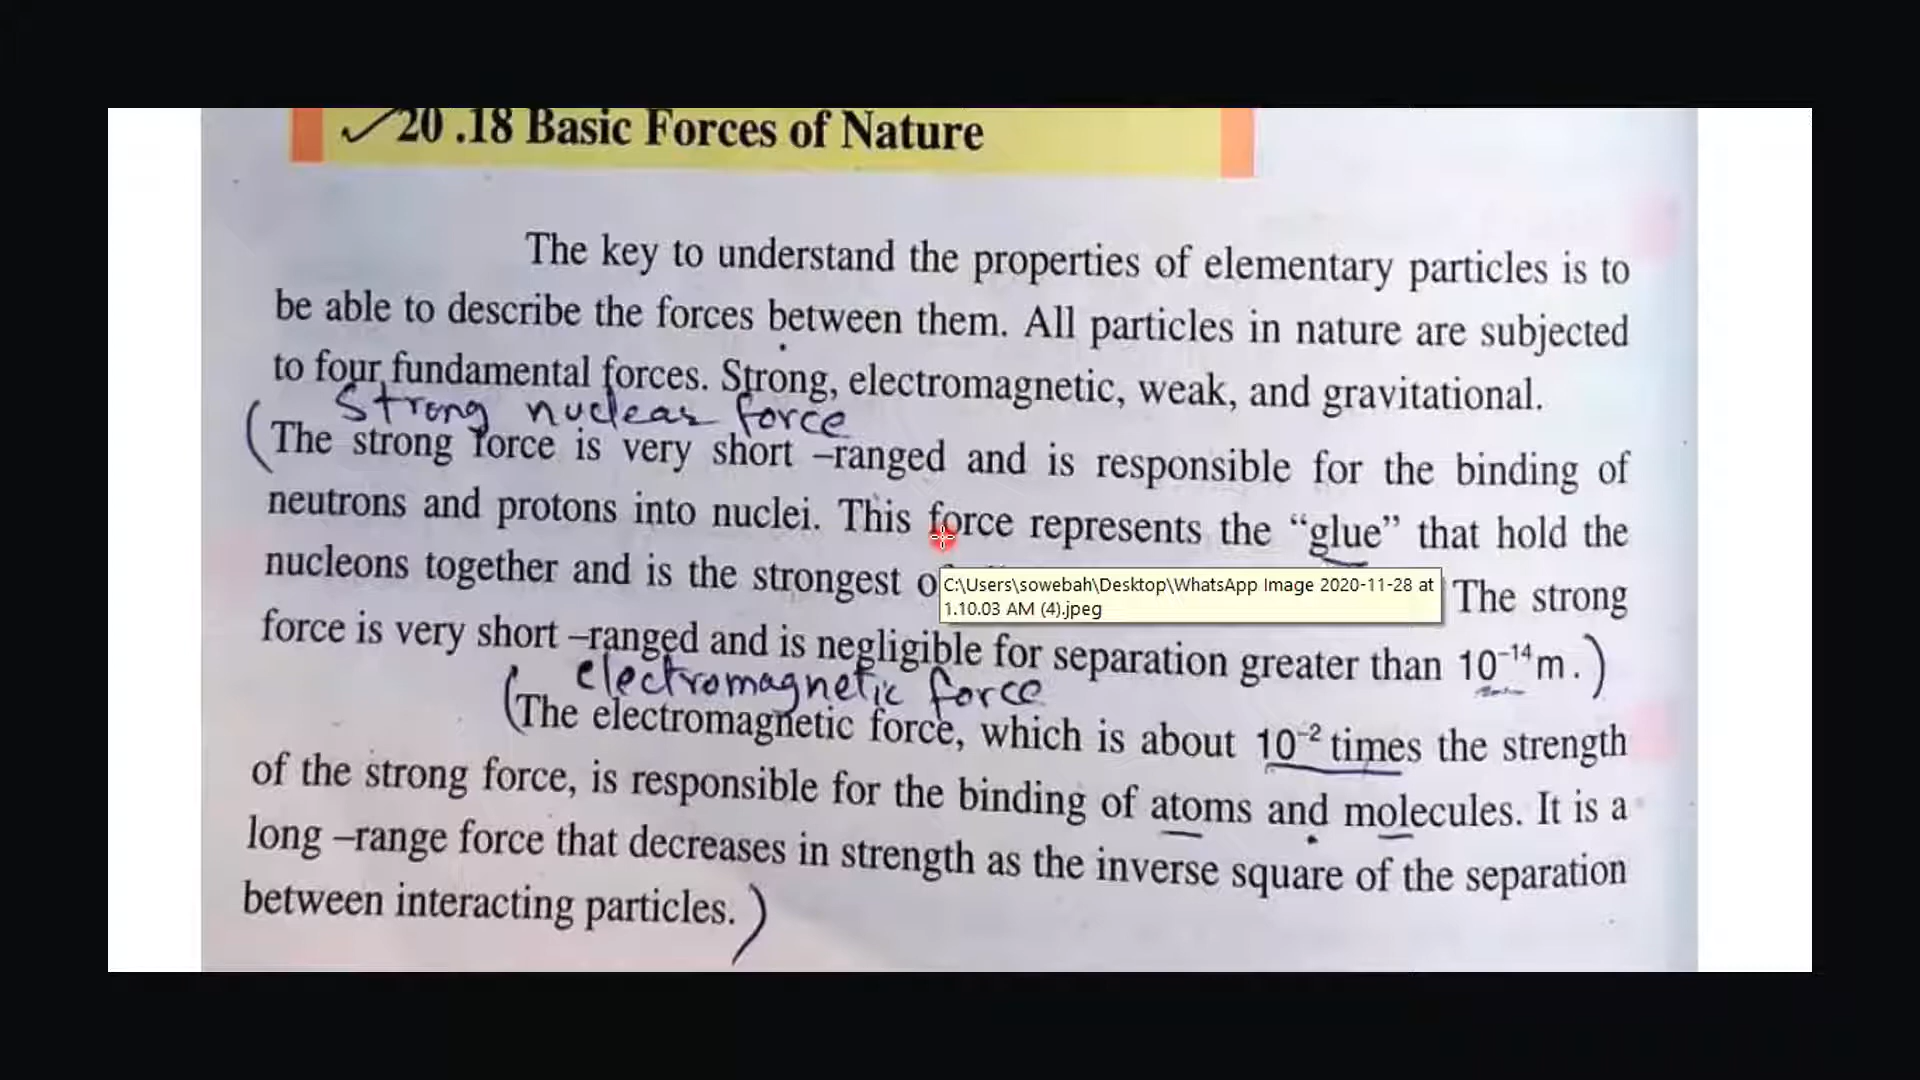 20 .18 Basic Forces of Nature
The key to understand the properties of elementary particles is to
be able to describe the forces between them. All particles in nature are subjected
to four fundamental forces. Strong, electromagnetic, weak, and gravitational.
Strong nuclear force
(The strong force is very short –ranged and is responsible for the binding of
neutrons and protons into nuclei. This force represents the “glue” that hold the
nucleons together and is the strongest The strong
C:\Users\sowebah\Desktop\WhatsApp Image 2020-11-28 at
1.10.03 AM (4).jpeg
force is very short –ranged and is negligible for separation greater than 10⁻¹⁴m.)
electromagnetic force
(The electromagnetic force, which is about 10⁻² times the strength
of the strong force, is responsible for the binding of atoms and molecules. It is a
long –range force that decreases in strength as the inverse square of the separation
between interacting particles.)